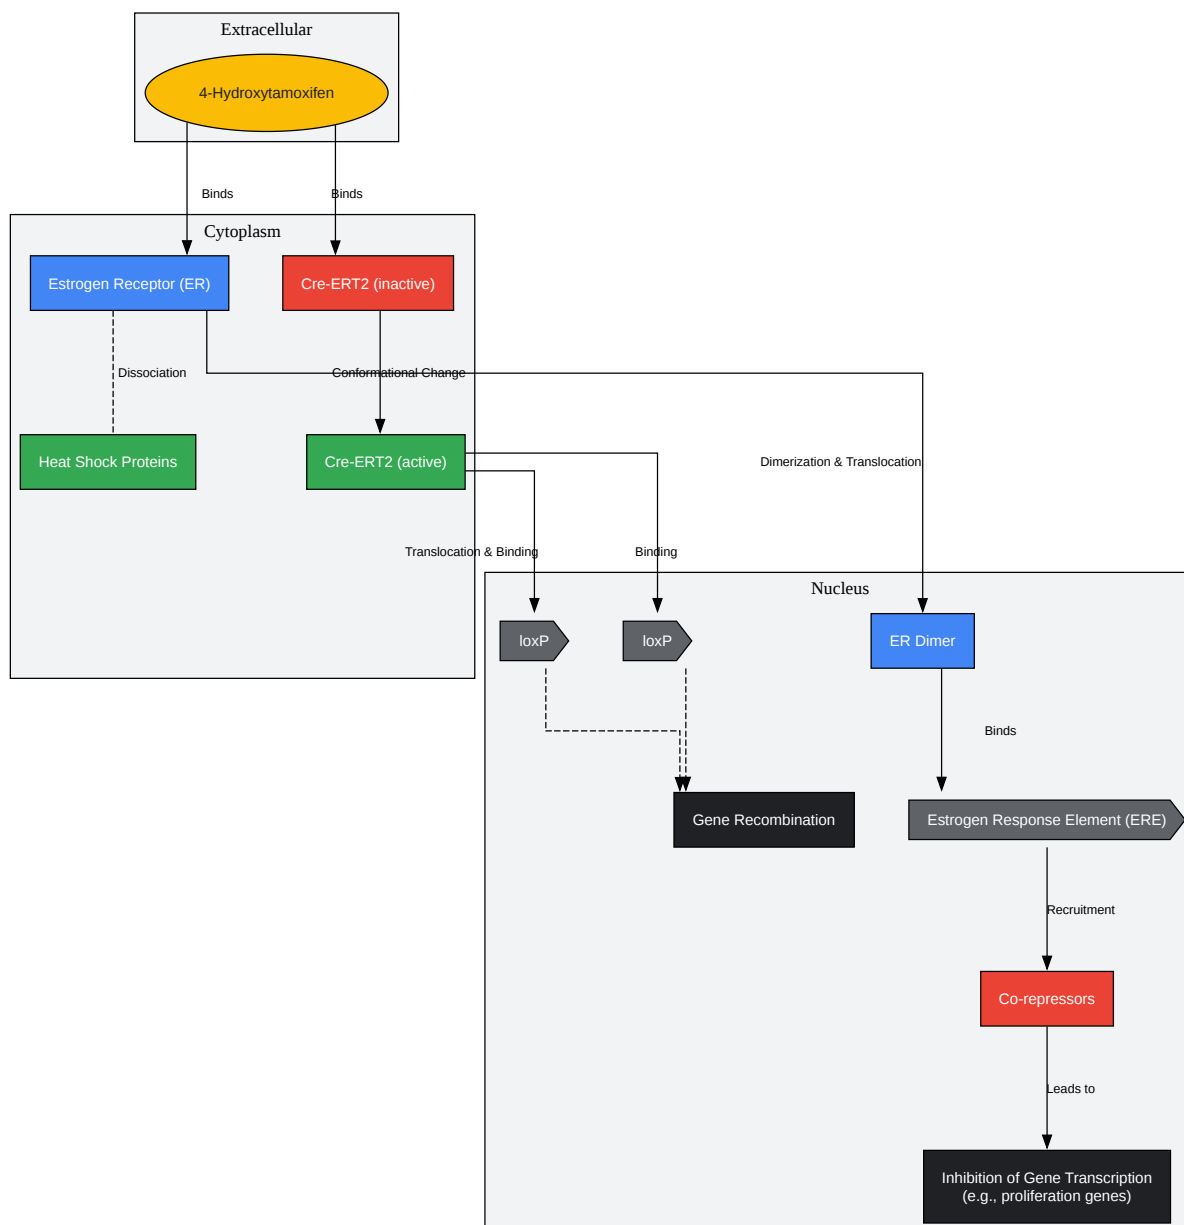 Extracellular
4-Hydroxytamoxifen
Binds
Binds
Cytoplasm
Estrogen Receptor (ER)
Cre-ERT2 (inactive)
Dissociation
Conformational Change
Heat Shock Proteins
Cre-ERT2 (active)
Dimerization & Translocation
Translocation & Binding
Binding
Nucleus
loxP
loxP
ER Dimer
Binds
Gene Recombination
Estrogen Response Element (ERE)
Recruitment
Co-repressors
Leads to
Inhibition of Gene Transcription
(e.g., proliferation genes)